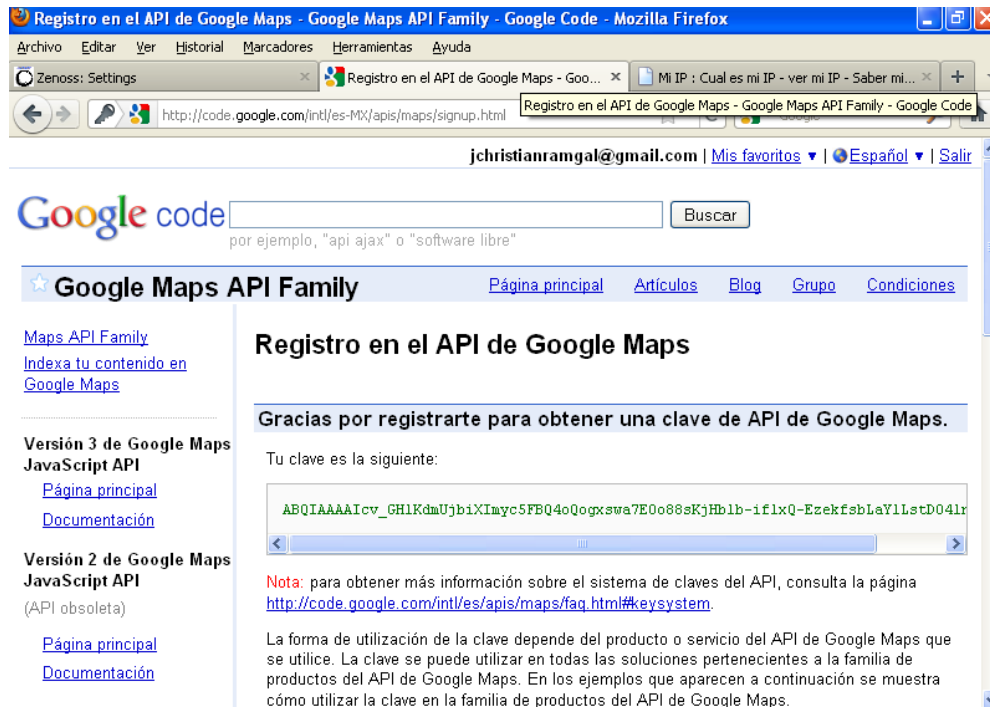 Registro en el API de Google Maps - Google Maps API Family - Google Code - Mozilla Firefox
Archivo Editar Ver Historial Marcadores Herramientas Ayuda
Zenoss: Settings
Registro en el API de Google Maps - Goo...
Mi IP : Cual es mi IP - ver mi IP - Saber mi...
http://code.google.com/intl/es-MX/apis/maps/signup.html
Registro en el API de Google Maps - Google Maps API Family - Google Code
jchristianramgal@gmail.com | Mis favoritos ▼ | Español ▼ | Salir
Google code
Buscar
por ejemplo, "api ajax" o "software libre"
Google Maps API Family
Página principal Artículos Blog Grupo Condiciones
Maps API Family
Indexa tu contenido en
Google Maps
Versión 3 de Google Maps
JavaScript API
Página principal
Documentación
Versión 2 de Google Maps
JavaScript API
(API obsoleta)
Página principal
Documentación
Registro en el API de Google Maps
Gracias por registrarte para obtener una clave de API de Google Maps.
Tu clave es la siguiente:
Nota: para obtener más información sobre el sistema de claves del API, consulta la página
http://code.google.com/intl/es/apis/maps/faq.html#keysystem.
La forma de utilización de la clave depende del producto o servicio del API de Google Maps que
se utilice. La clave se puede utilizar en todas las soluciones pertenecientes a la familia de
productos del API de Google Maps. En los ejemplos que aparecen a continuación se muestra
cómo utilizar la clave en la familia de productos del API de Google Maps.